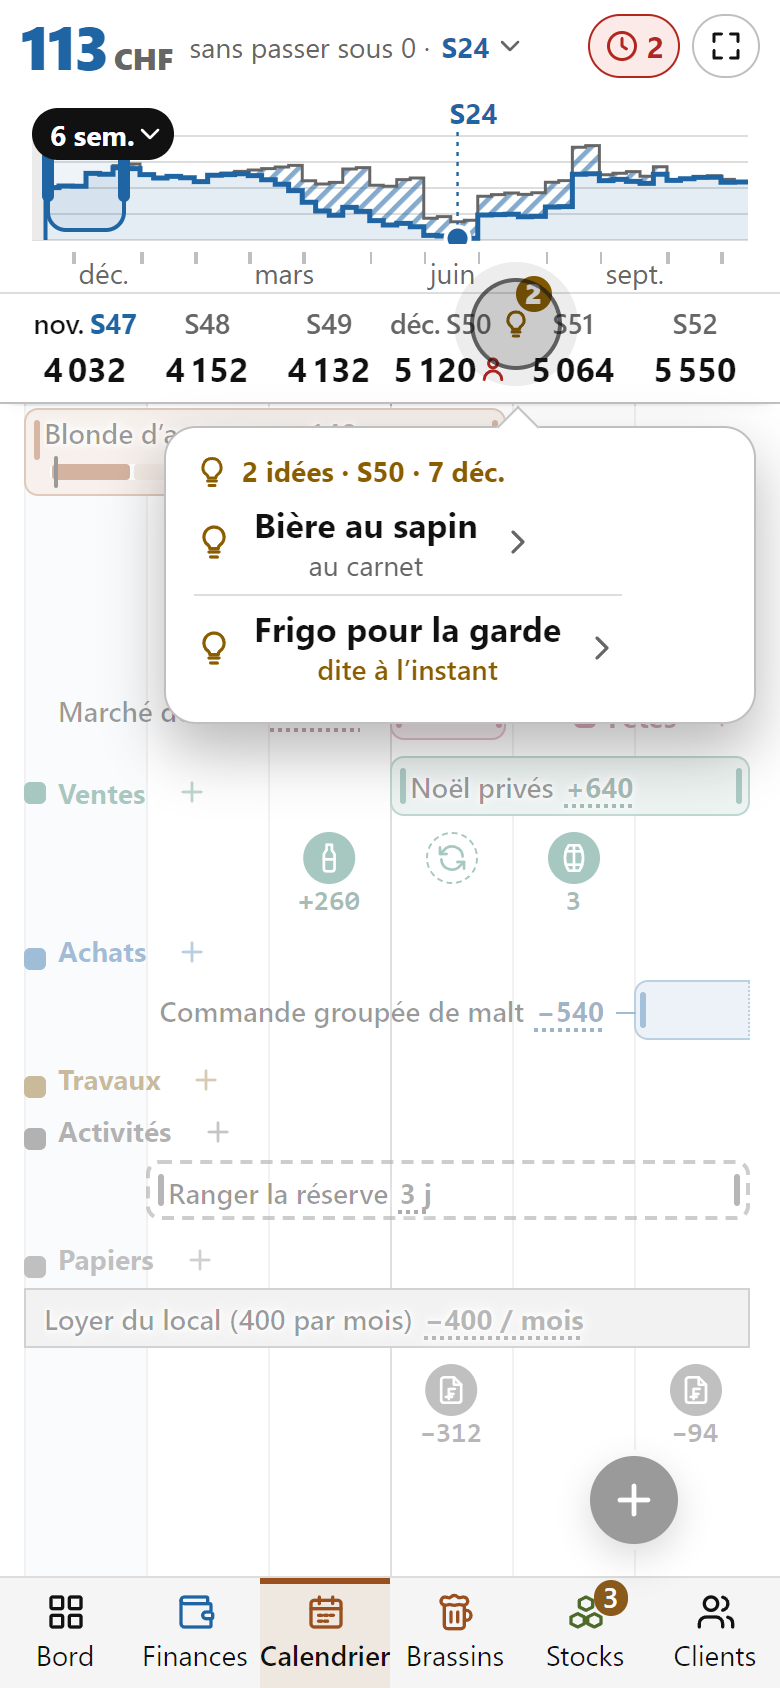 113 CHF sans passer sous 0 · S24
2
S24
6 sem.
déc. mars juin sept.
2
nov. S47 S48 S49 déc. S50 S51 S52
4 032 4 152 4 132 5 120 5 064 5 550
Blonde d’a
2 idées · S50 · 7 déc.
Bière au sapin
au carnet
Frigo pour la garde
dite à l’instant
Marché d
Ventes +
Noël privés +640
+260 3
Achats +
Commande groupée de malt −540
Travaux +
Activités +
Ranger la réserve 3 j
Papiers +
Loyer du local (400 par mois) −400 / mois
−312 −94
+
3
Bord Finances Calendrier Brassins Stocks Clients